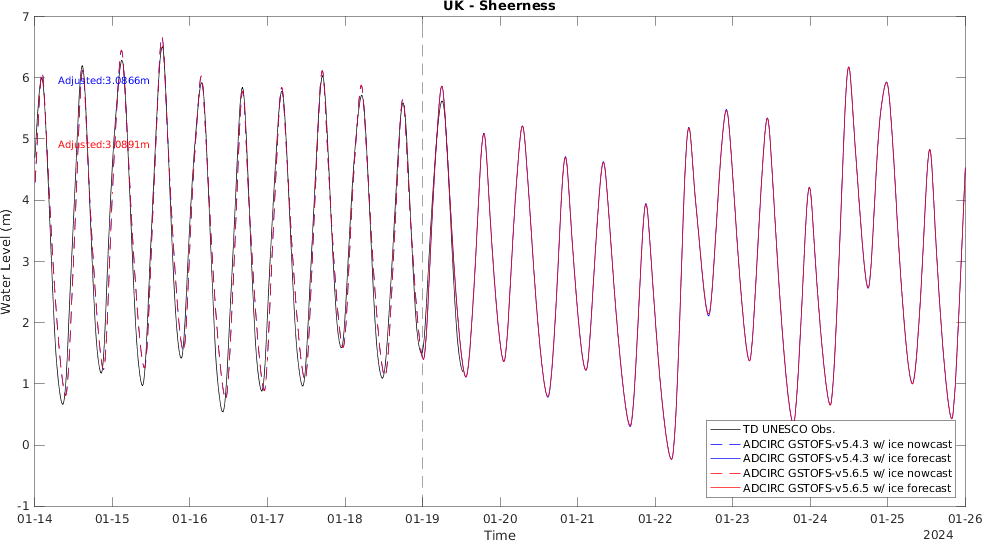 UK - Sheerness
7
6
5
4
3
2
1
0
-1
Water Level (m)
Adjusted:3.0866m
Adjusted:3.0891m
TD UNESCO Obs.
ADCIRC GSTOFS-v5.4.3 w/ ice nowcast
ADCIRC GSTOFS-v5.4.3 w/ ice forecast
ADCIRC GSTOFS-v5.6.5 w/ ice nowcast
ADCIRC GSTOFS-v5.6.5 w/ ice forecast
01-14 01-15 01-16 01-17 01-18 01-19 01-20 01-21 01-22 01-23 01-24 01-25 01-26
Time
2024